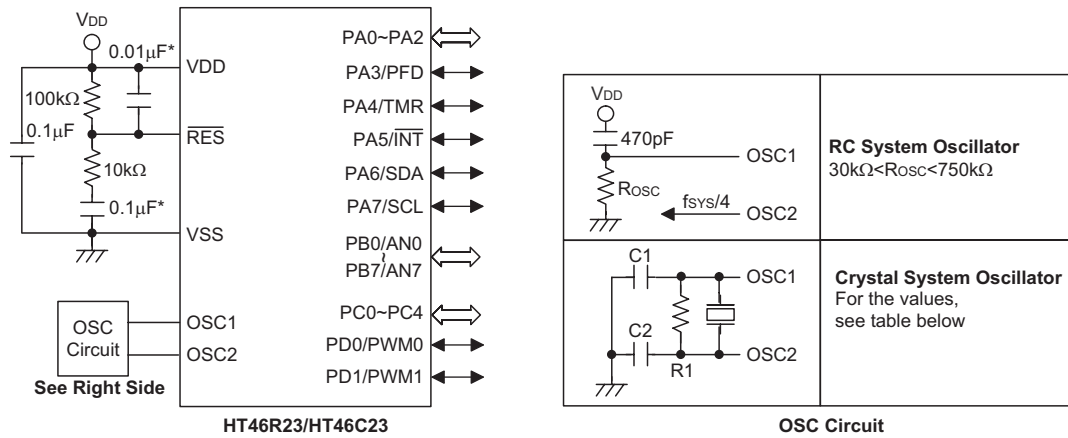 VDD
0.01μF*
VDD
100kΩ
0.1μF
RES
10kΩ
0.1μF*
VSS
OSC
Circuit
OSC1
OSC2
See Right Side
PA0~PA2
PA3/PFD
PA4/TMR
PA5/INT
PA6/SDA
PA7/SCL
PB0/AN0
~
PB7/AN7
PC0~PC4
PD0/PWM0
PD1/PWM1
HT46R23/HT46C23
VDD
470pF
OSC1
ROSC
fSYS/4
OSC2
RC System Oscillator
30kΩ<ROSC<750kΩ
C1
OSC1
C2
R1
OSC2
Crystal System Oscillator
For the values,
see table below
OSC Circuit